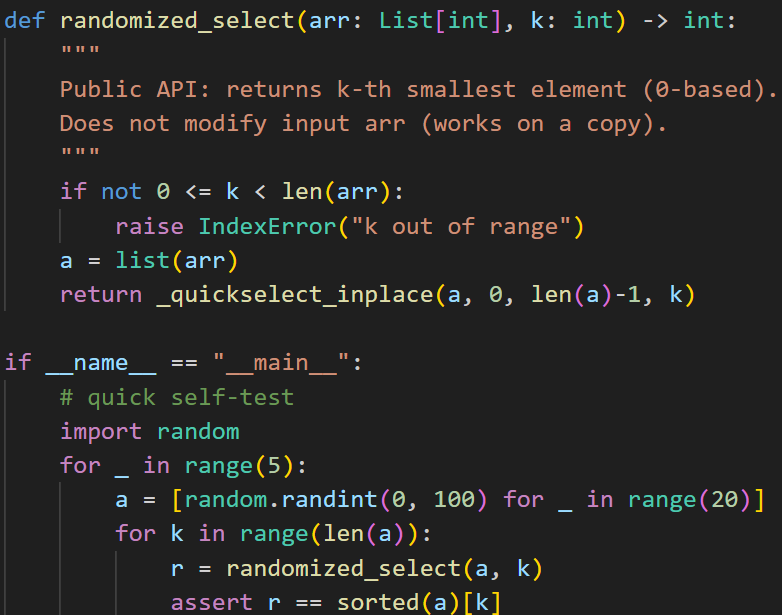 def randomized_select(arr: List[int], k: int) -> int:
    """
    Public API: returns k-th smallest element (0-based).
    Does not modify input arr (works on a copy).
    """
    if not 0 <= k < len(arr):
        raise IndexError("k out of range")
    a = list(arr)
    return _quickselect_inplace(a, 0, len(a)-1, k)

if __name__ == "__main__":
    # quick self-test
    import random
    for _ in range(5):
        a = [random.randint(0, 100) for _ in range(20)]
        for k in range(len(a)):
            r = randomized_select(a, k)
            assert r == sorted(a)[k]